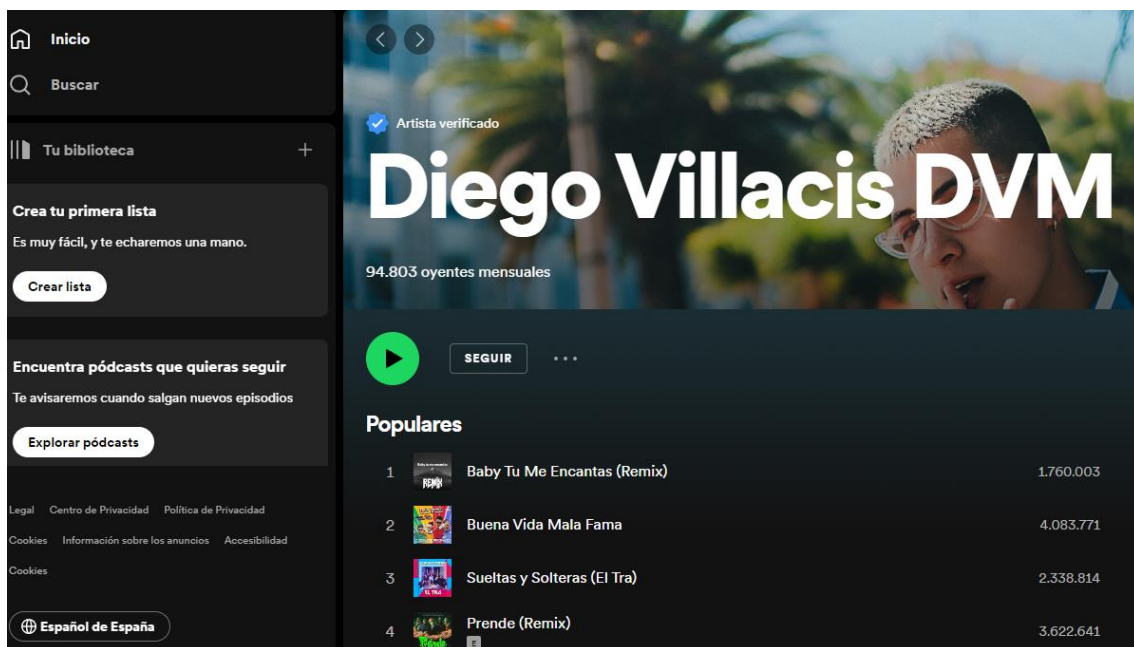 Inicio
Buscar
Tu biblioteca
Crea tu primera lista
Es muy fácil, y te echaremos una mano.
Crear lista
Encuentra pódcasts que quieras seguir
Te avisaremos cuando salgan nuevos episodios
Explorar pódcasts
Legal Centro de Privacidad Política de Privacidad
Cookies Información sobre los anuncios Accesibilidad
Cookies
Español de España
Artista verificado
Diego Villacis DVM
94.803 oyentes mensuales
SEGUIR
Populares
1 REMIX Baby Tu Me Encantas (Remix) 1.760.003
2 Buena Vida Mala Fama 4.083.771
3 EL TRA Sueltas y Solteras (El Tra) 2.338.814
4 Prende Prende (Remix) 3.622.641
E